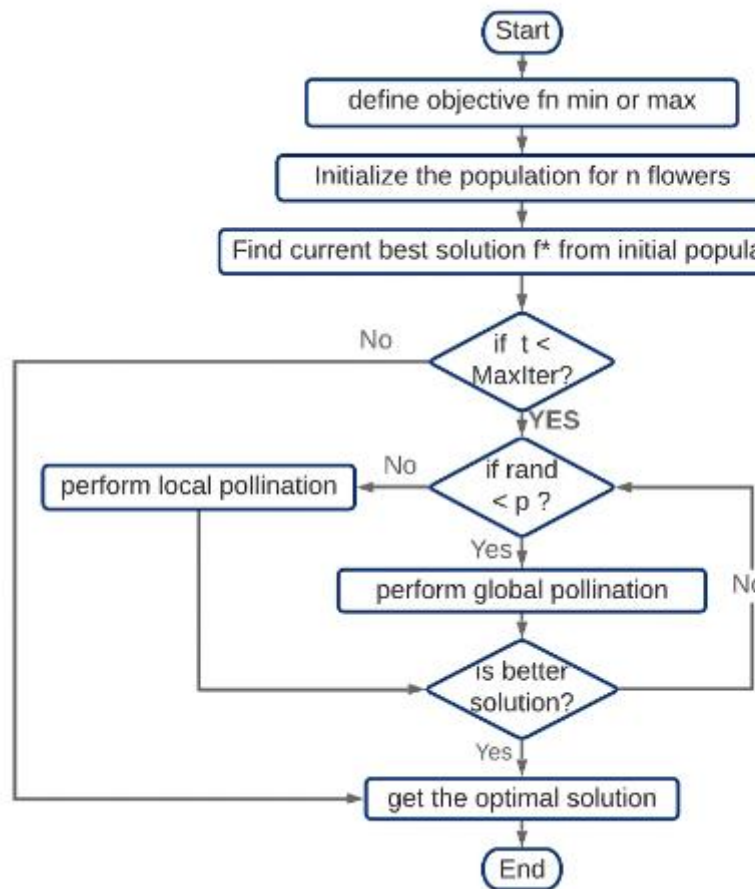 Start
define objective fn min or max
Initialize the population for n flowers
Find current best solution f* from initial popula
No
if t <
MaxIter?
YES
No
if rand
< p ?
perform local pollination
Yes
perform global pollination
No
is better
solution?
Yes
get the optimal solution
End